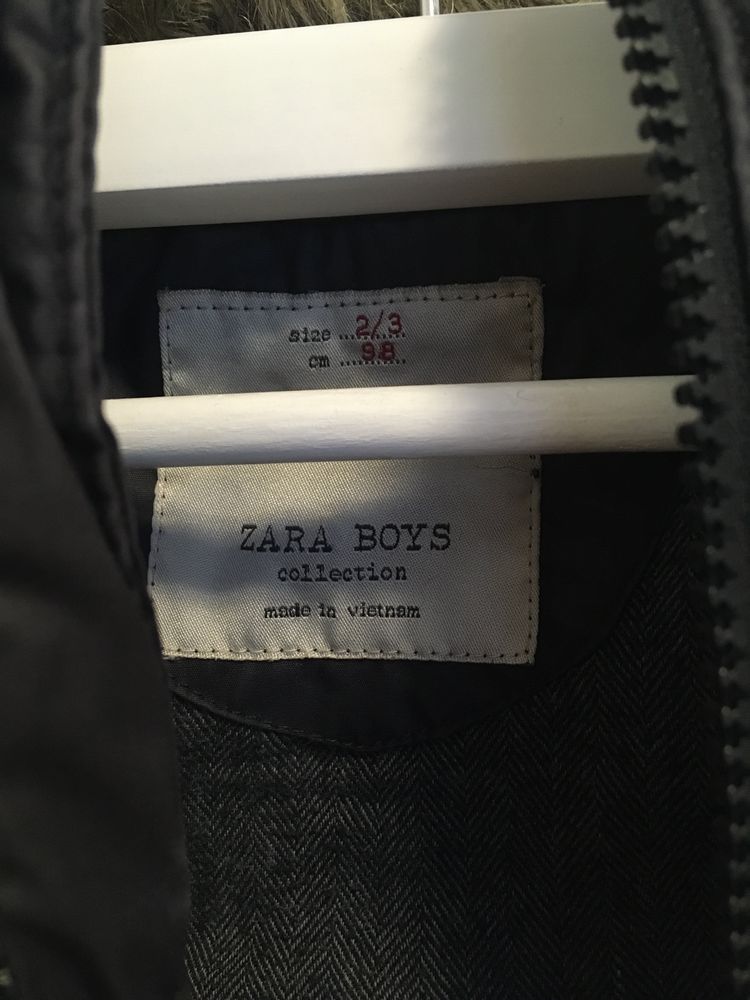 size 2/3
cm 98
ZARA BOYS
collection
made in vietnam